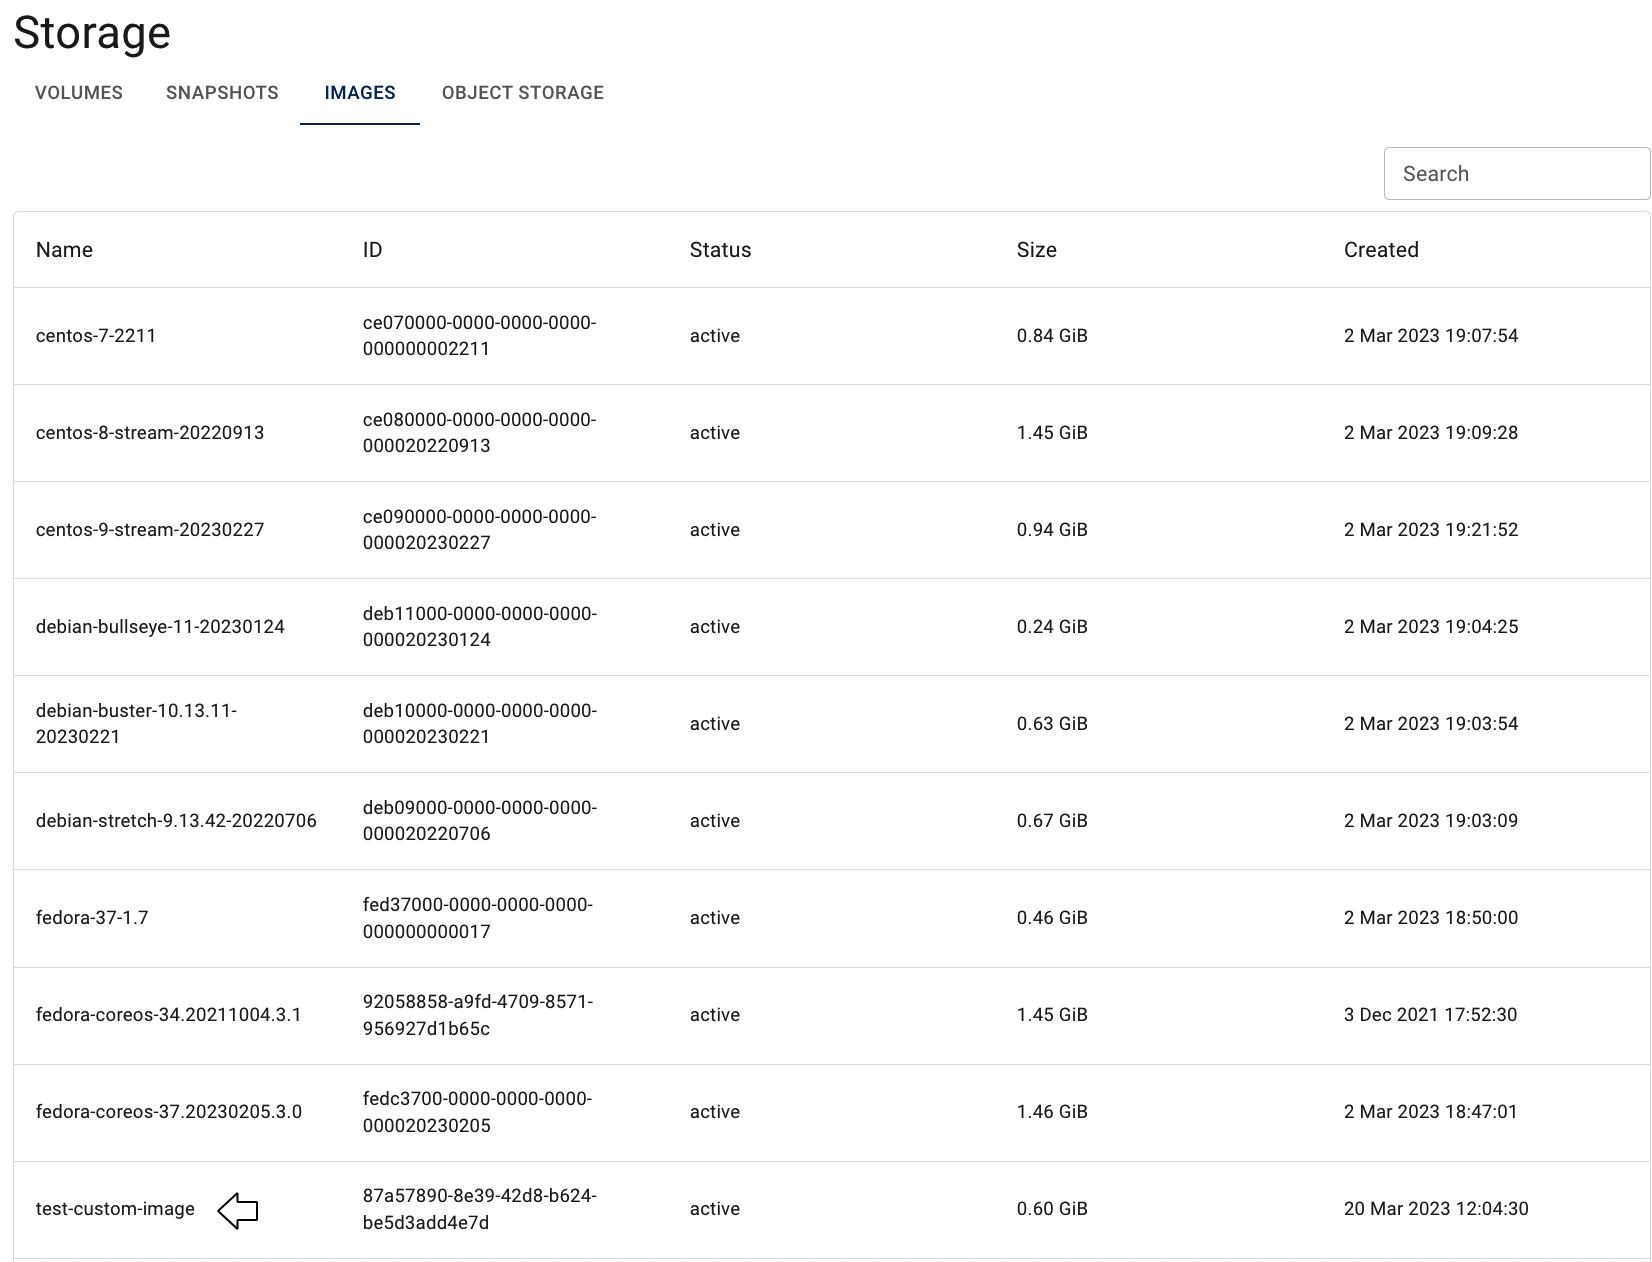 Storage
VOLUMES SNAPSHOTS IMAGES OBJECT STORAGE
Search
Name ID Status Size Created
centos-7-2211 ce070000-0000-0000-0000- active 0.84 GiB 2 Mar 2023 19:07:54
000000002211
centos-8-stream-20220913 ce080000-0000-0000-0000- active 1.45 GiB 2 Mar 2023 19:09:28
000020220913
centos-9-stream-20230227 ce090000-0000-0000-0000- active 0.94 GiB 2 Mar 2023 19:21:52
000020230227
debian-bullseye-11-20230124 deb11000-0000-0000-0000- active 0.24 GiB 2 Mar 2023 19:04:25
000020230124
debian-buster-10.13.11- deb10000-0000-0000-0000- active 0.63 GiB 2 Mar 2023 19:03:54
20230221 000020230221
debian-stretch-9.13.42-20220706 deb09000-0000-0000-0000- active 0.67 GiB 2 Mar 2023 19:03:09
000020220706
fedora-37-1.7 fed37000-0000-0000-0000- active 0.46 GiB 2 Mar 2023 18:50:00
000000000017
fedora-coreos-34.20211004.3.1 92058858-a9fd-4709-8571- active 1.45 GiB 3 Dec 2021 17:52:30
956927d1b65c
fedora-coreos-37.20230205.3.0 fedc3700-0000-0000-0000- active 1.46 GiB 2 Mar 2023 18:47:01
000020230205
test-custom-image 87a57890-8e39-42d8-b624- active 0.60 GiB 20 Mar 2023 12:04:30
be5d3add4e7d